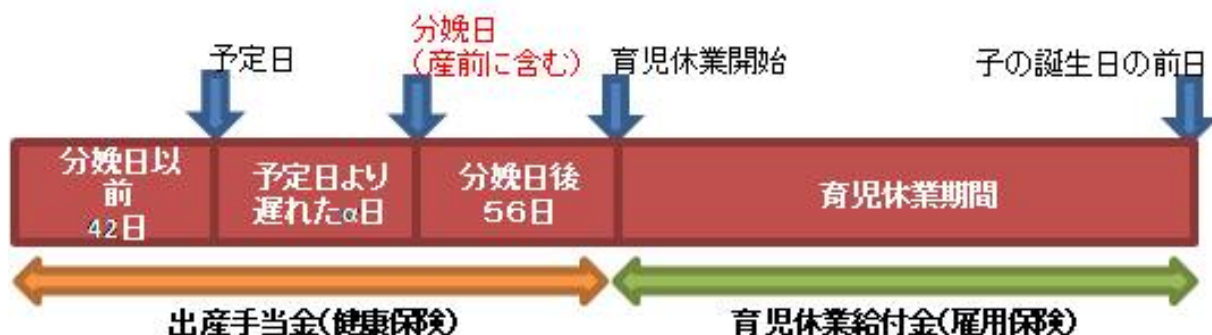 予定日
分娩日
(産前に含む)
育児休業開始
子の誕生日の前日
分娩日以
前
42日
予定日より
遅れたα日
分娩日後
56日
育児休業期間
出産手当金(健康保険)
育児休業給付金(雇用保険)